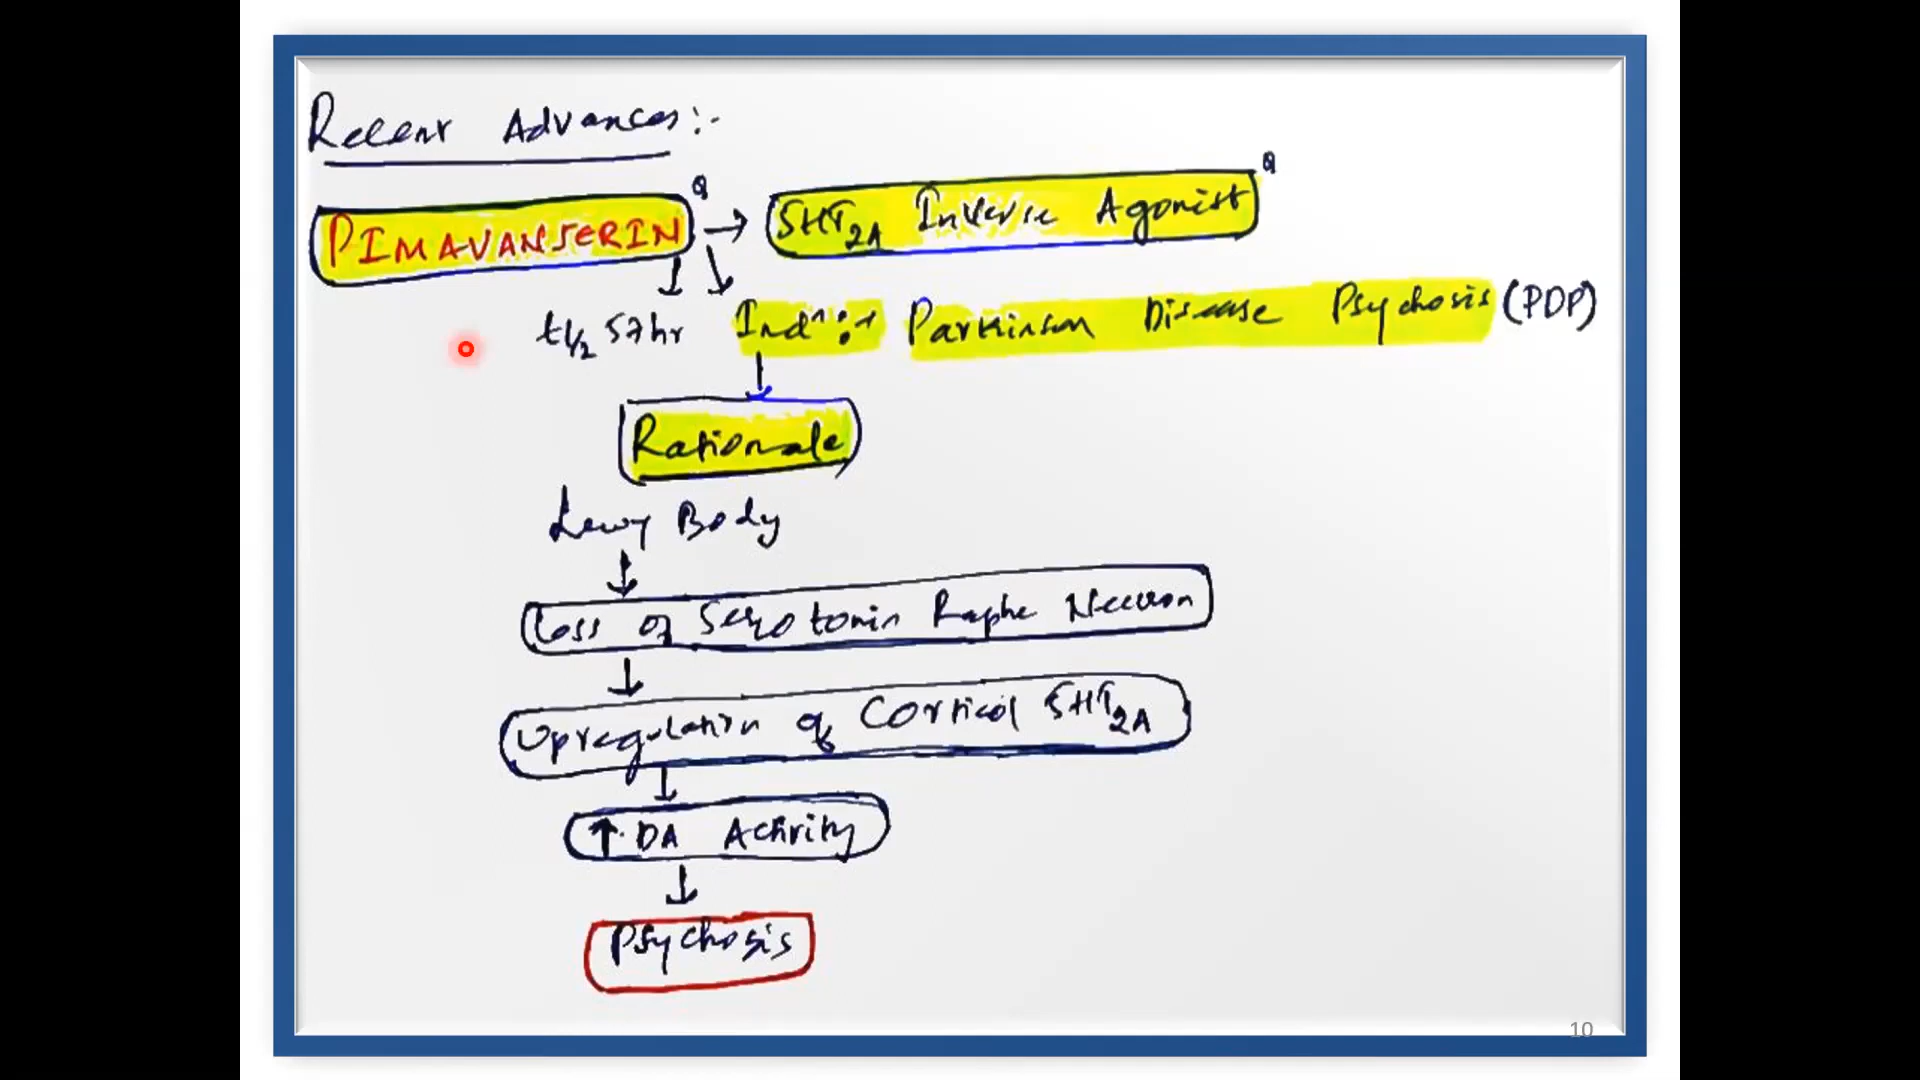 Recent Advances:-
PIMAVANSERIN Q → 5HT2A Inverse Agonist Q
t1/2 57hr Indn:- Parkinson Disease Psychosis (PDP)
Rationale
Lewy Body
Loss of Serotonin Raphe Neuron
Upregulation of Cortical 5HT2A
↑ DA Activity
Psychosis
10